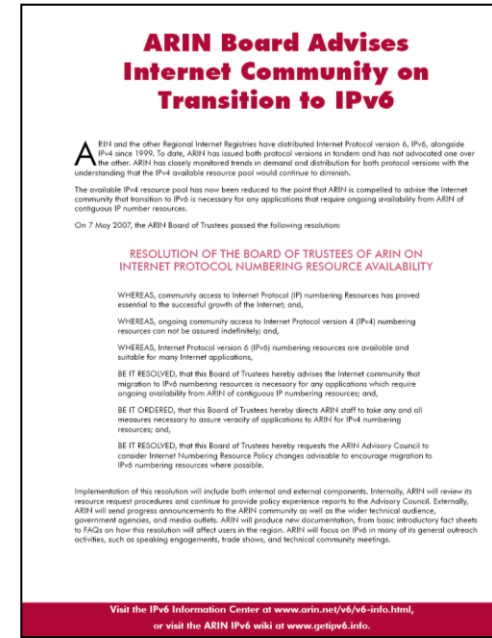 ARIN Board Advises
Internet Community on
Transition to IPv6
ARIN and the other Regional Internet Registries have distributed Internet Protocol version 6, IPv6, alongside
IPv4 since 1999. To date, ARIN has issued both protocol versions in tandem and has not advocated one over
the other. ARIN has closely monitored trends in demand and distribution for both protocol versions with the
understanding that the IPv4 available resource pool would continue to diminish.
The available IPv4 resource pool has now been reduced to the point that ARIN is compelled to advise the Internet
community that transition to IPv6 is necessary for any applications that require ongoing availability from ARIN of
contiguous IP number resources.
On 7 May 2007, the ARIN Board of Trustees passed the following resolution:
RESOLUTION OF THE BOARD OF TRUSTEES OF ARIN ON
INTERNET PROTOCOL NUMBERING RESOURCE AVAILABILITY
WHEREAS, community access to Internet Protocol (IP) numbering Resources has proved
essential to the successful growth of the Internet; and,
WHEREAS, ongoing community access to Internet Protocol version 4 (IPv4) numbering
resources can not be assured indefinitely; and,
WHEREAS, Internet Protocol version 6 (IPv6) numbering resources are available and
suitable for many Internet applications,
BE IT RESOLVED, that this Board of Trustees hereby advises the Internet community that
migration to IPv6 numbering resources is necessary for any applications which require
ongoing availability from ARIN of contiguous IP numbering resources; and,
BE IT ORDERED, that this Board of Trustees hereby directs ARIN staff to take any and all
measures necessary to assure veracity of applications to ARIN for IPv4 numbering
resources; and,
BE IT RESOLVED, that this Board of Trustees hereby requests the ARIN Advisory Council to
consider Internet Numbering Resource Policy changes advisable to encourage migration to
IPv6 numbering resources where possible.
Implementation of this resolution will include both internal and external components. Internally, ARIN will review its
resource request procedures and continue to provide policy experience reports to the Advisory Council. Externally,
ARIN will send progress announcements to the ARIN community as well as the wider technical audience,
government agencies, and media outlets. ARIN will produce new documentation, from basic introductory fact sheets
to FAQs on how this resolution will affect users in the region. ARIN will focus on IPv6 in many of its general outreach
activities, such as speaking engagements, trade shows, and technical community meetings.
Visit the IPv6 Information Center at www.arin.net/v6/v6-info.html,
or visit the ARIN IPv6 wiki at www.getipv6.info.